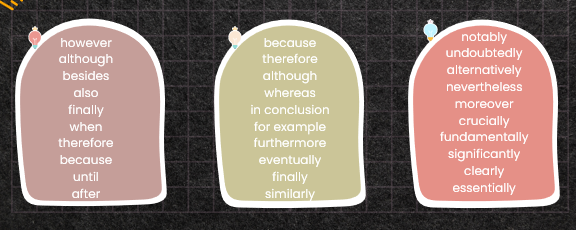 however
although
besides
also
finally
when
therefore
because
until
after
because
therefore
although
whereas
in conclusion
for example
furthermore
eventually
finally
similarly
notably
undoubtedly
alternatively
nevertheless
moreover
crucially
fundamentally
significantly
clearly
essentially